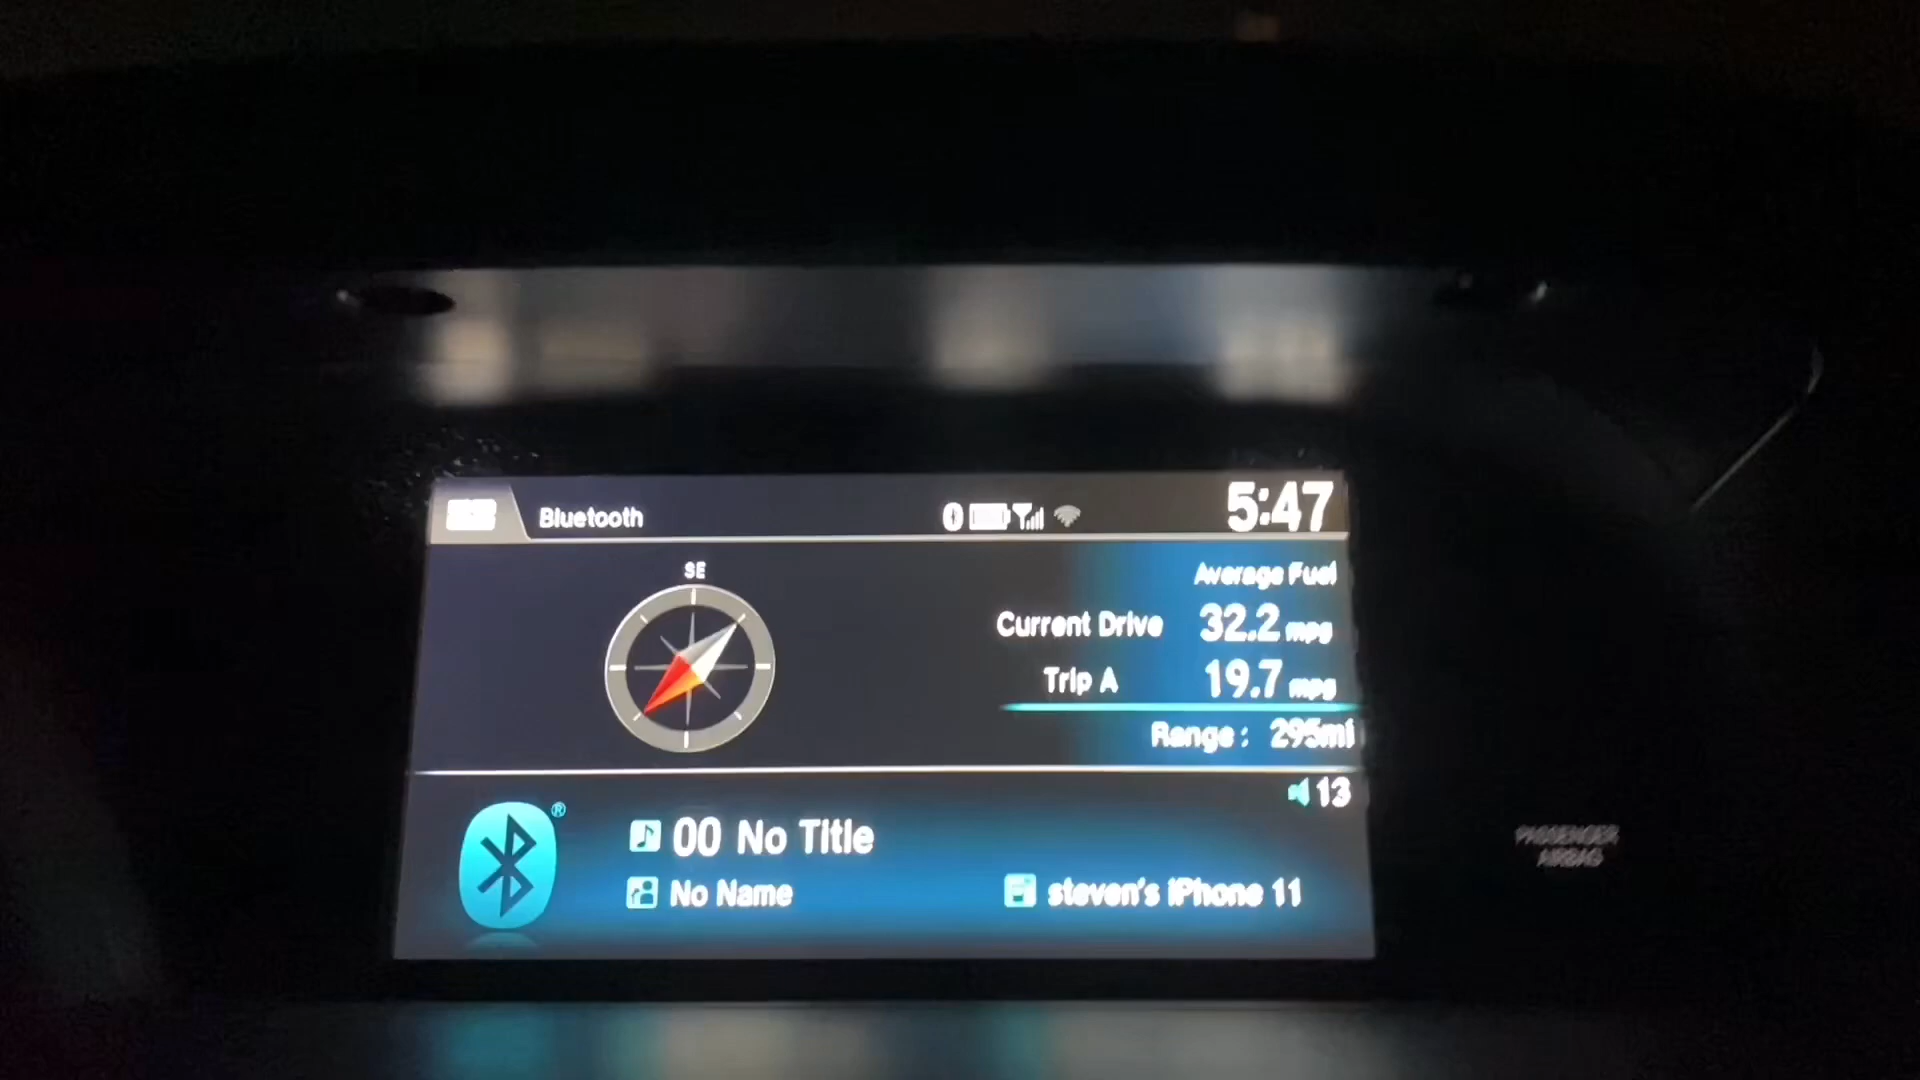 Bluetooth
5:47
SE
Average Fuel
Current Drive 32.2 mpg
Trip A 19.7 mpg
Range : 295mi
13
®
00 No Title
No Name
steven's iPhone 11
PASSENGER
AIRBAG